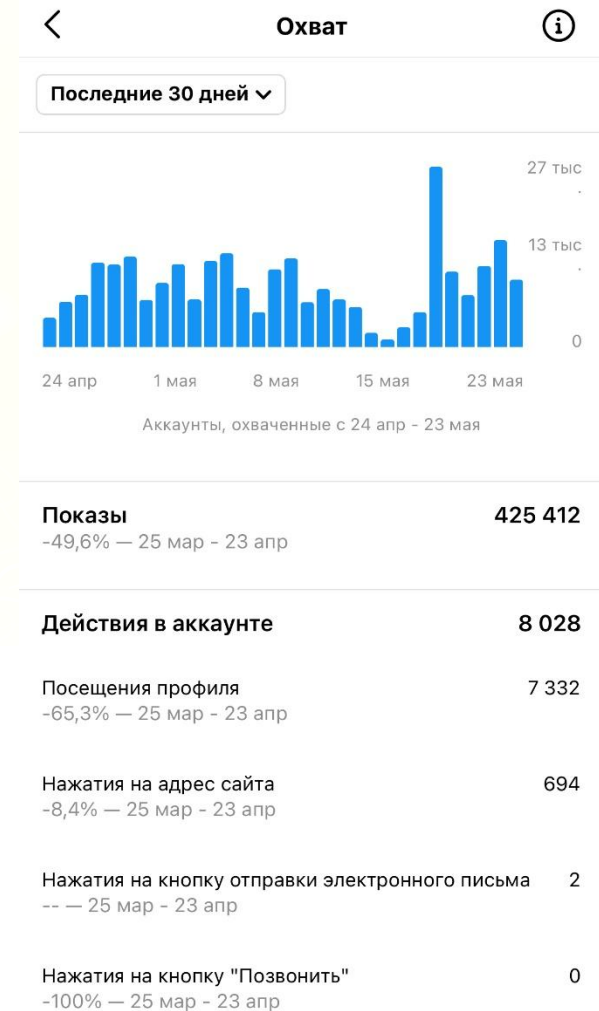 Охват
Последние 30 дней
27 тыс
.
13 тыс
.
0
24 апр 1 мая 8 мая 15 мая 23 мая
Аккаунты, охваченные с 24 апр - 23 мая
Показы 425 412
-49,6% — 25 мар - 23 апр
Действия в аккаунте 8 028
Посещения профиля 7 332
-65,3% — 25 мар - 23 апр
Нажатия на адрес сайта 694
-8,4% — 25 мар - 23 апр
Нажатия на кнопку отправки электронного письма 2
-- — 25 мар - 23 апр
Нажатия на кнопку "Позвонить" 0
-100% — 25 мар - 23 апр